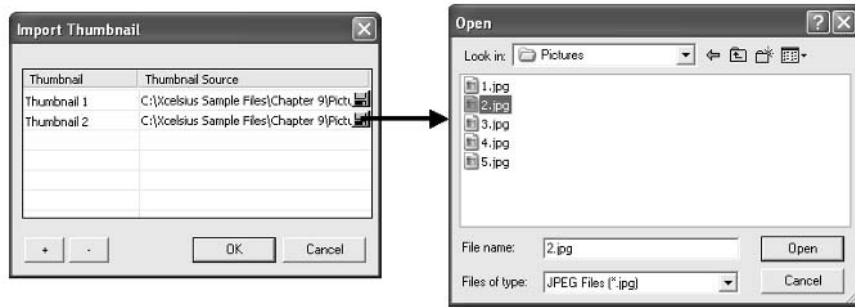 Import Thumbnail
Thumbnail Thumbnail Source
Thumbnail 1 C:\Xcelsius Sample Files\Chapter 9\Pictu
Thumbnail 2 C:\Xcelsius Sample Files\Chapter 9\Pictu
+ - OK Cancel
Open
Look in: Pictures
1.jpg
2.jpg
3.jpg
4.jpg
5.jpg
File name: 2.jpg Open
Files of type: JPEG Files (*.jpg) Cancel